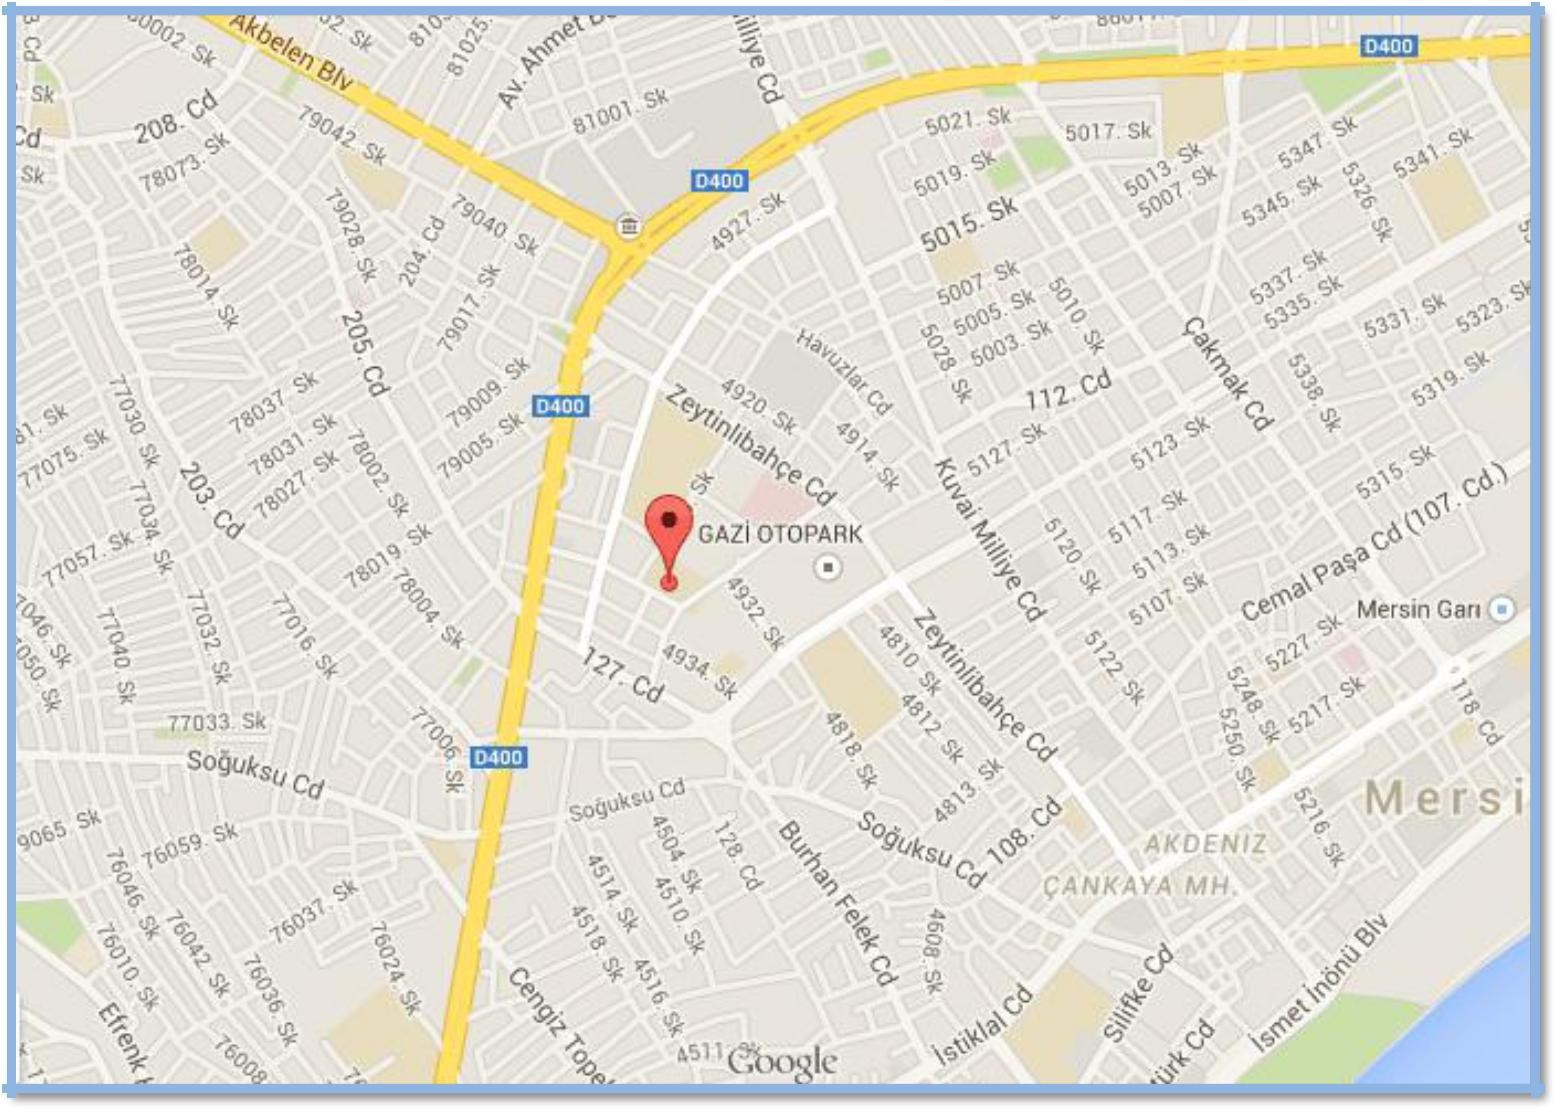 Akbelen Blv
80002. Sk
Av. Ahmet
D400
208. Cd
79042. Sk
81001. Sk
5021. Sk
5017. Sk
5347. Sk
5341. Sk
78073. Sk
D400
5019. Sk
5013. Sk
5007. Sk
5345. Sk
5326. Sk
79028. Sk
204. Cd
79040. Sk
4927. Sk
5015. Sk
78014. Sk
79017. Sk
5007. Sk
5005. Sk
5003. Sk
5010. Sk
5337. Sk
5335. Sk
5331. Sk
5323. Sk
205. Cd
Havuzlar Cd
5028. Sk
Çakmak Cd
77030. Sk
78037. Sk
79009. Sk
D400
4920. Sk
Zeytinlibahçe Cd
112. Cd
5338. Sk
5319. Sk
77075. Sk
78031. Sk
79005. Sk
4914. Sk
5127. Sk
5123. Sk
78027. Sk
78002. Sk
203. Cd
77034. Sk
Sk
Kuvai Milliye Cd
5315. Sk
GAZİ OTOPARK
5120. Sk
5117. Sk
5113. Sk
5107. Sk
Cemal Paşa Cd (107. Cd.)
77057. Sk
78019. Sk
78004. Sk
4932. Sk
Mersin Garı
77032. Sk
77040. Sk
77016. Sk
127. Cd
4934. Sk
4810. Sk
Zeytinlibahçe Cd
5122. Sk
5227. Sk
5248. Sk
5217. Sk
5250. Sk
118. Cd
77033. Sk
77006. Sk
D400
4812. Sk
4818. Sk
4813. Sk
Soğuksu Cd
Soğuksu Cd
Mersi
5216. Sk
9065 Sk
76059. Sk
4504. Sk
128. Cd
Burhan Felek Cd
Soğuksu Cd
108. Cd
AKDENIZ
ÇANKAYA MH.
76046. Sk
76037. Sk
4514. Sk
4510. Sk
76010. Sk
76042. Sk
76036. Sk
76024. Sk
4518. Sk
4516. Sk
4608. Sk
Cengiz Topel
Silifke Cd
İsmet İnönü Blv
İstiklal Cd
Efrenk
76008
4511. Sk
Google
türk Cd